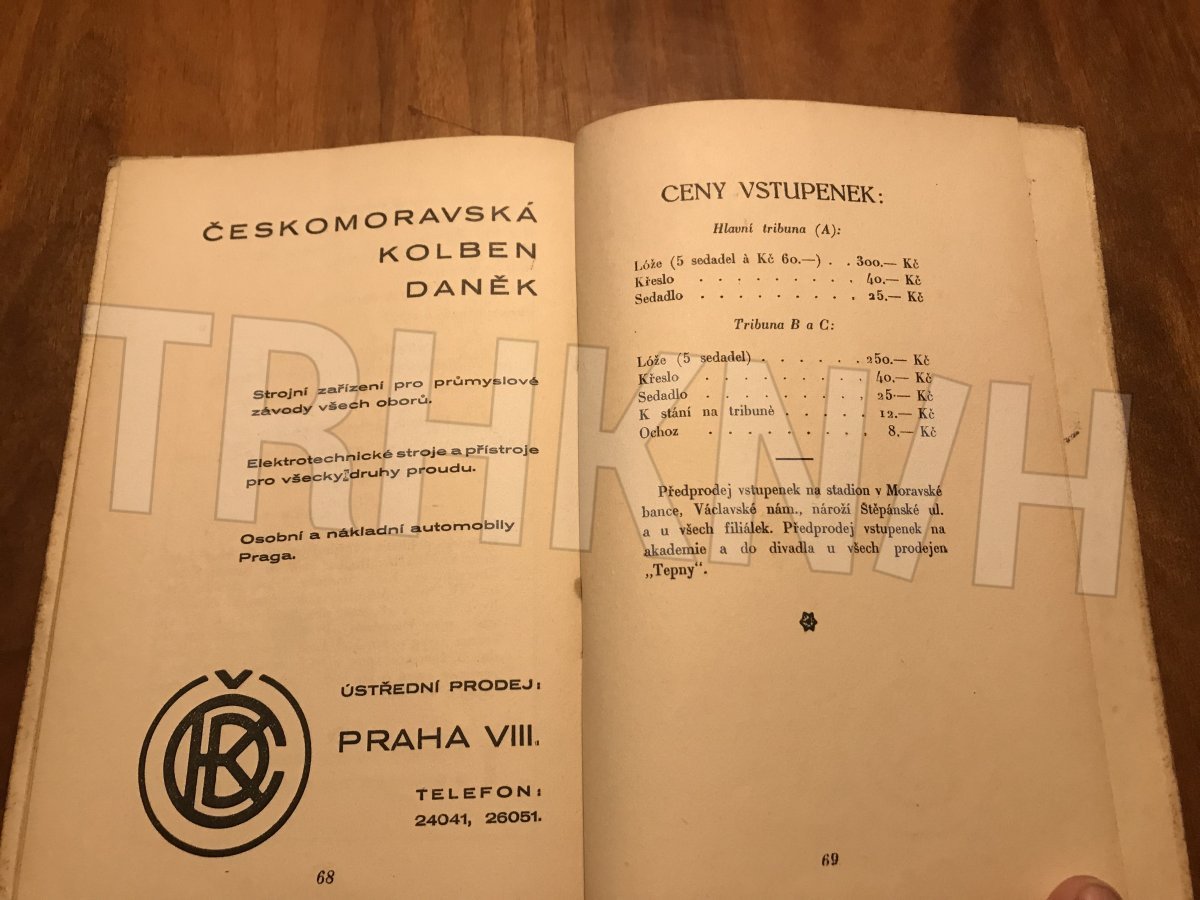 ČESKOMORAVSKÁ
KOLBEN
DANĚK
Strojní zařízení pro průmyslové
závody všech oborů.
Elektrotechnické stroje a přístroje
pro všecky druhy proudu.
Osobní a nákladní automobily
Praga.
ČKD
ÚSTŘEDNÍ PRODEJ:
PRAHA VIII.
TELEFON:
24041, 26051.
68
CENY VSTUPENEK:
Hlavní tribuna (A):
Lóže (5 sedadel à Kč 60.—) . . 300.— Kč
Křeslo . . . . . . . . . 40.— Kč
Sedadlo . . . . . . . . . 25.— Kč
Tribuna B a C:
Lóže (5 sedadel) . . . . . . 250.— Kč
Křeslo . . . . . . . . . 40.— Kč
Sedadlo . . . . . . . . . 25.— Kč
K stání na tribuně . . . . . 12.— Kč
Ochoz . . . . . . . . . 8.— Kč
Předprodej vstupenek na stadion v Moravské
bance, Václavské nám., nároží Štěpánské ul.
a u všech filiálek. Předprodej vstupenek na
akademie a do divadla u všech prodejen
„Tepny“.
69
TRHKNIH